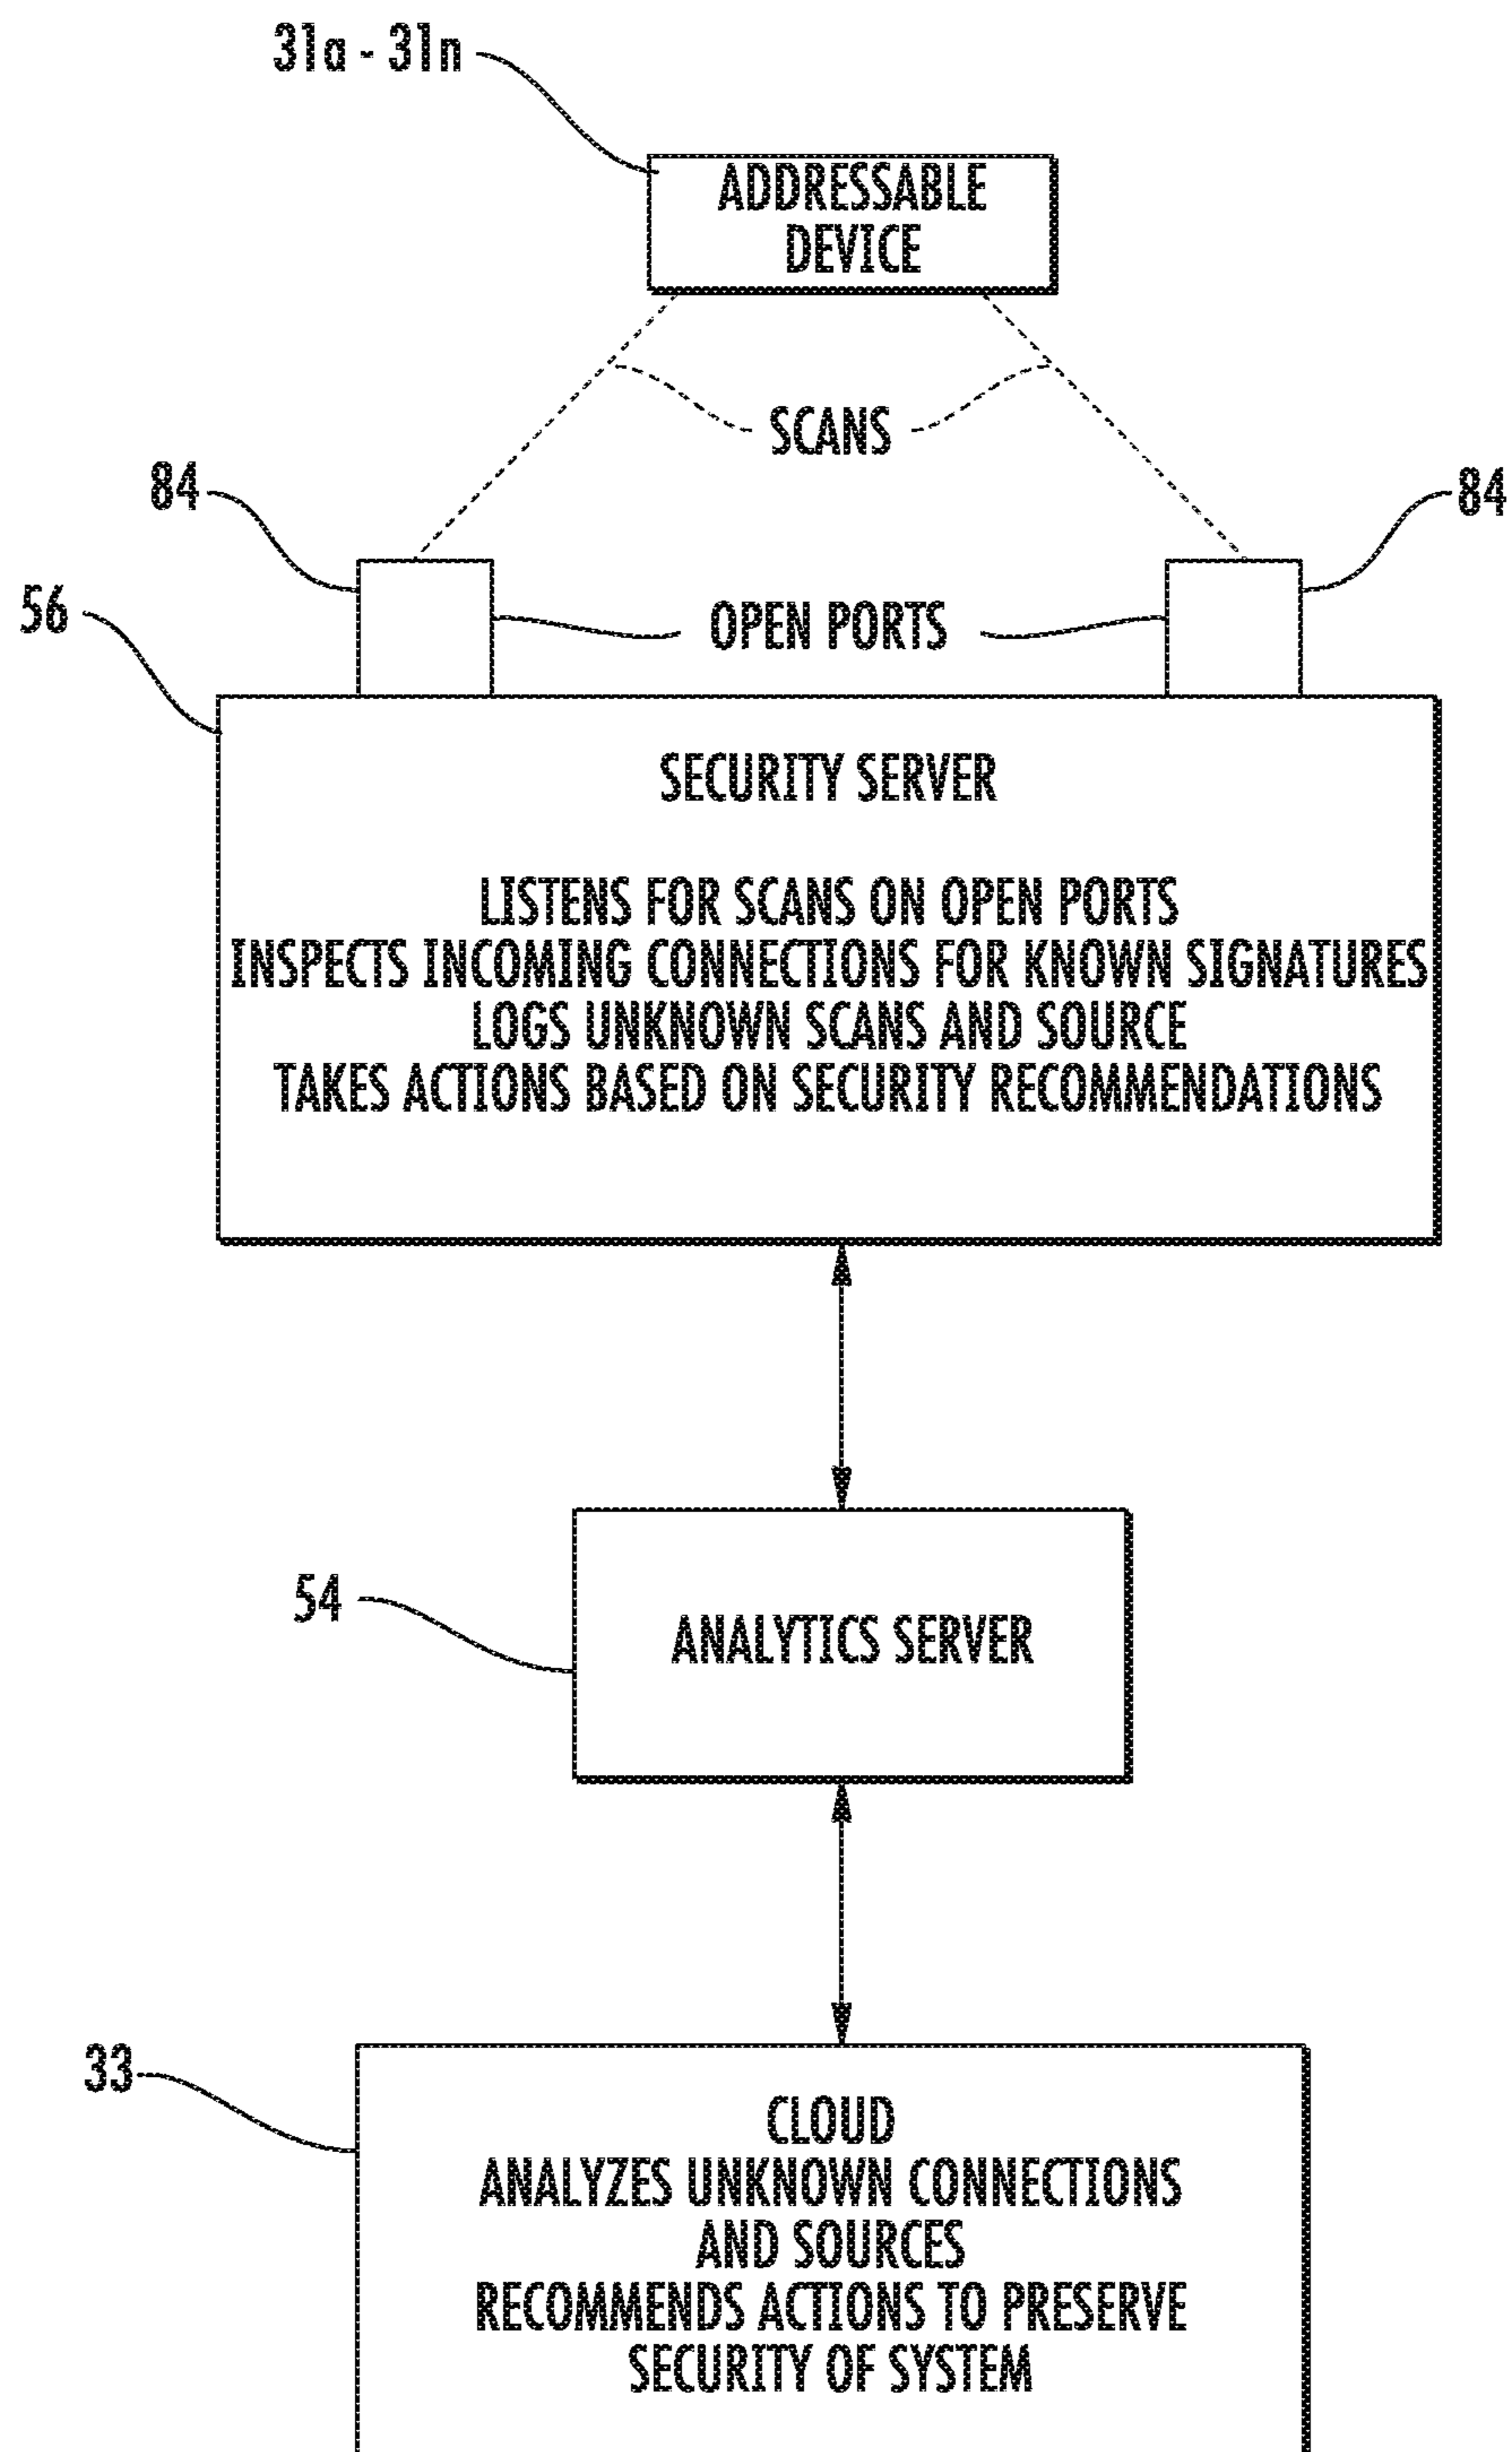 31a - 31n
ADDRESSABLE
DEVICE
SCANS
84
84
56
OPEN PORTS
SECURITY SERVER
LISTENS FOR SCANS ON OPEN PORTS
INSPECTS INCOMING CONNECTIONS FOR KNOWN SIGNATURES
LOGS UNKNOWN SCANS AND SOURCE
TAKES ACTIONS BASED ON SECURITY RECOMMENDATIONS
54
ANALYTICS SERVER
33
CLOUD
ANALYZES UNKNOWN CONNECTIONS
AND SOURCES
RECOMMENDS ACTIONS TO PRESERVE
SECURITY OF SYSTEM